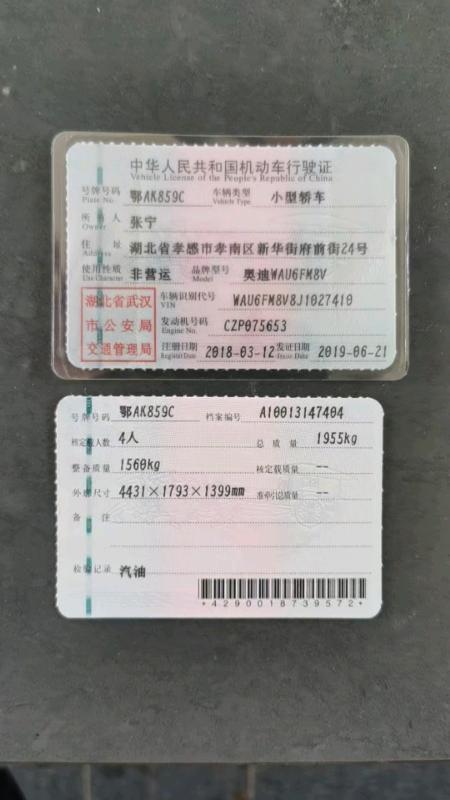 中华人民共和国机动车行驶证
Vehicle License of the People's Republic of China
号牌号码 鄂AK859C 车辆类型 小型轿车
Plate No. Vehicle Type
所有人 张宁
Owner
住 址 湖北省孝感市孝南区新华街府前街24号
Address
使用性质 非营运 品牌型号 奥迪WAU6FM8V
Use Character Model
湖北省武汉
市公安局
交通管理局
车辆识别代号 WAU6FM8V8J1027410
VIN
发动机号码 CZP075653
Engine No.
注册日期 2018-03-12 发证日期 2019-06-21
Register Date Issue Date
号牌号码 鄂AK859C 档案编号 A10013147404
核定载人数 4人 总质量 1955kg
整备质量 1560kg 核定载质量 --
外廓尺寸 4431×1793×1399mm 准牵引总质量 --
备 注
检验记录 汽油
*4290018739572*